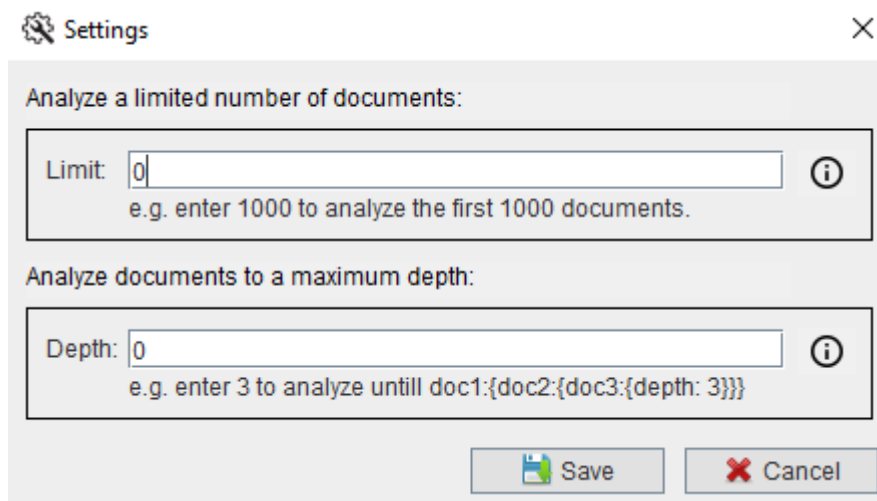 Settings
Analyze a limited number of documents:
Limit: 0
e.g. enter 1000 to analyze the first 1000 documents.
Analyze documents to a maximum depth:
Depth: 0
e.g. enter 3 to analyze untill doc1:{doc2:{doc3:{depth: 3}}}
Save Cancel